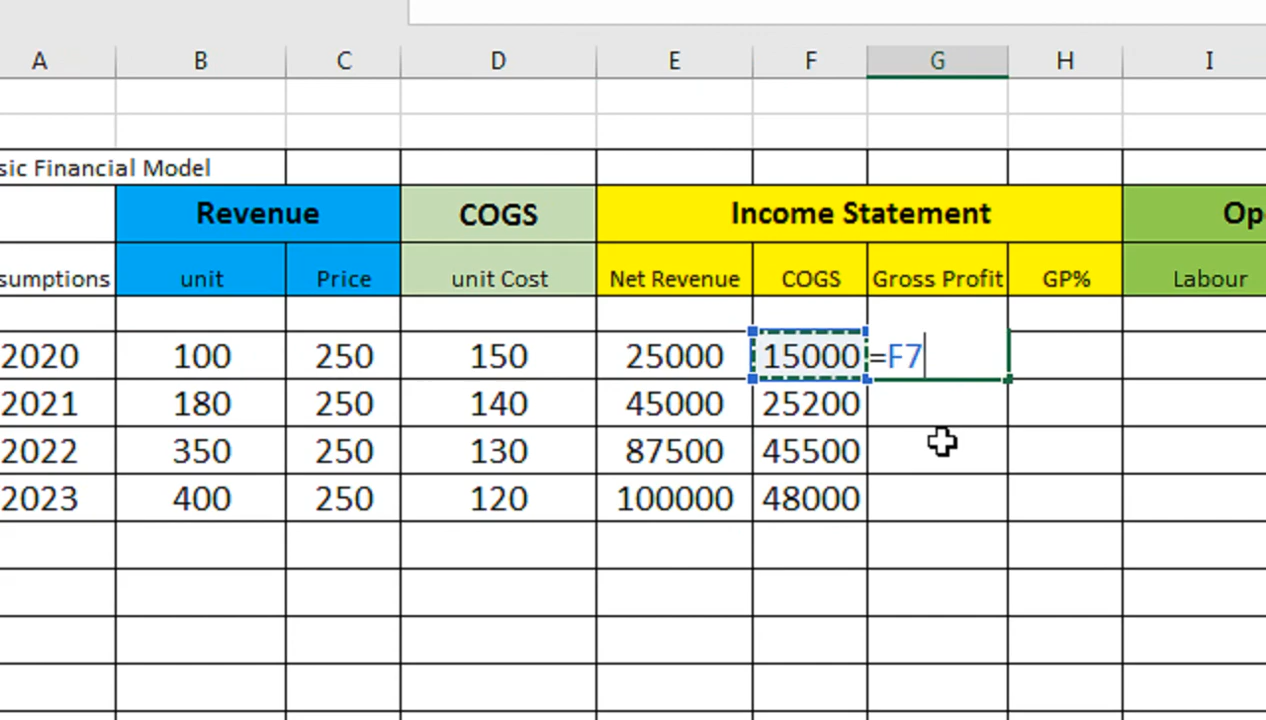 A B C D E F G H I
sic Financial Model
Revenue COGS Income Statement Op
sumptions unit Price unit Cost Net Revenue COGS Gross Profit GP% Labour
2020 100 250 150 25000 15000 =F7
2021 180 250 140 45000 25200
2022 350 250 130 87500 45500
2023 400 250 120 100000 48000